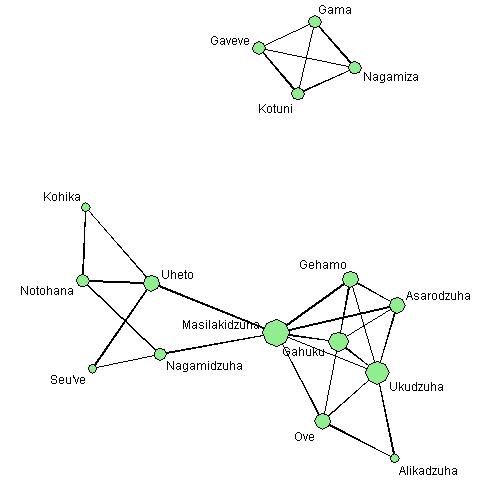 Gama
Gaveve
Nagamiza
Kotuni
Kohika
Gehamo
Uheto
Notohana
Asarodzuha
Masilakidzuha
Gahuku
Nagamidzuha
Seu've
Ukudzuha
Ove
Alikadzuha